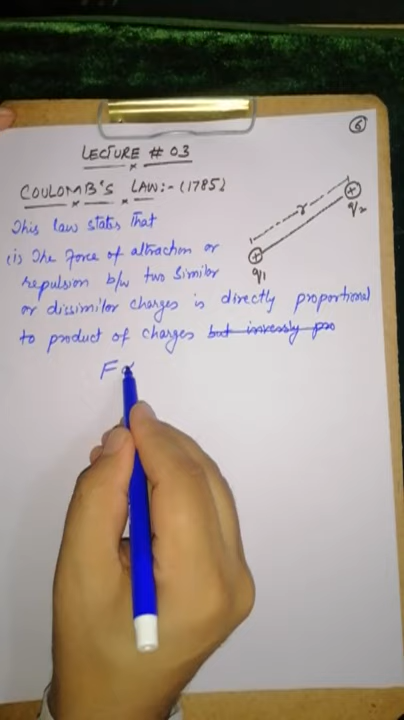 6
LECTURE # 03
COULOMB'S LAW:- (1785)
This law states that
(i) The Force of attraction or
repulsion b/w two similar
or dissimilar charges is directly proportional
to product of charges but inversly pro
F α
r
q1
q2